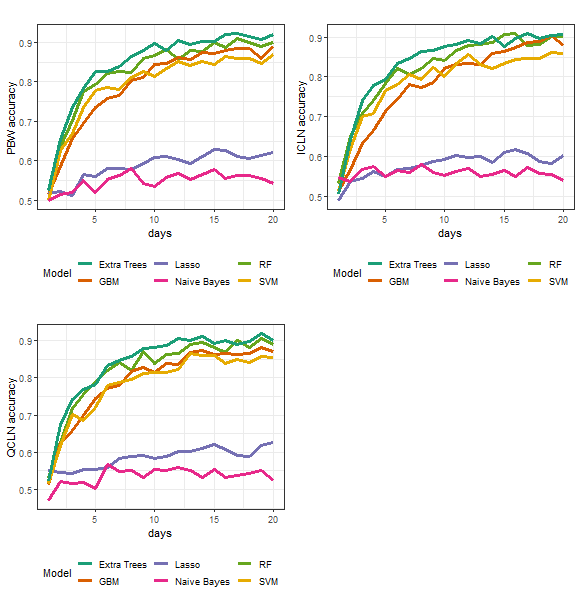 PBW accuracy
0.9
0.8
0.7
0.6
0.5
5 10 15 20
days
Model Extra Trees Lasso RF
GBM Naive Bayes SVM
ICLN accuracy
0.9
0.8
0.7
0.6
0.5
5 10 15 20
days
Model Extra Trees Lasso RF
GBM Naive Bayes SVM
QCLN accuracy
0.9
0.8
0.7
0.6
0.5
5 10 15 20
days
Model Extra Trees Lasso RF
GBM Naive Bayes SVM